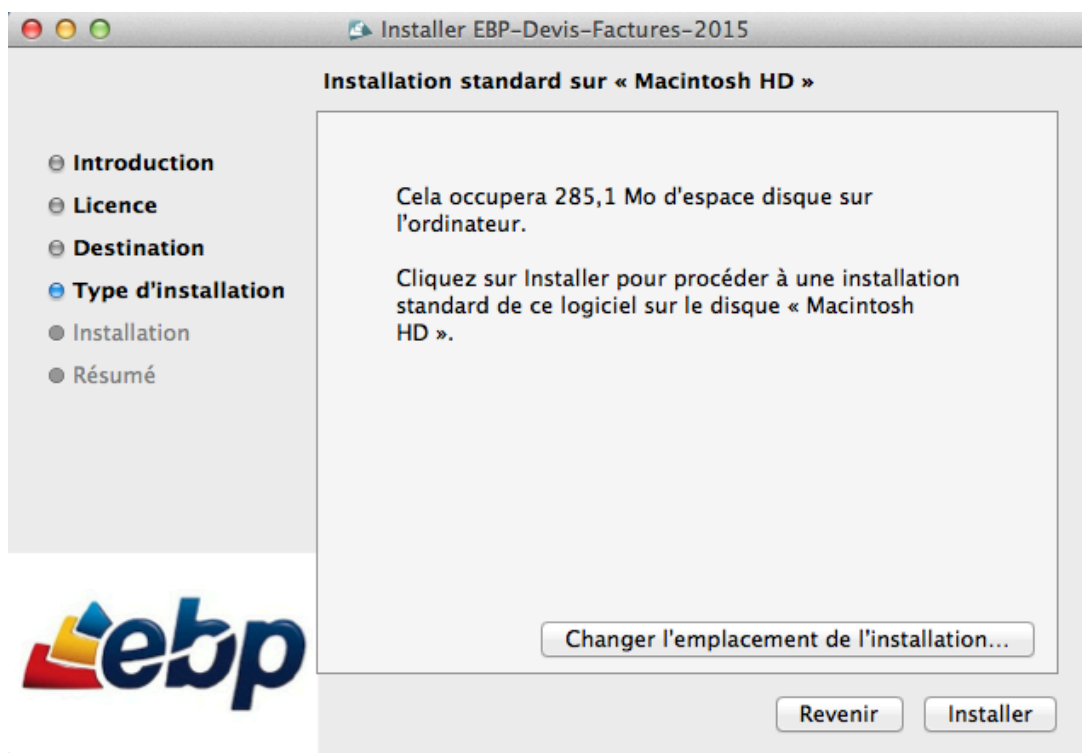 Installer EBP-Devis-Factures-2015
Installation standard sur « Macintosh HD »
Introduction
Licence
Destination
Type d'installation
Installation
Résumé
Cela occupera 285,1 Mo d'espace disque sur
l'ordinateur.
Cliquez sur Installer pour procéder à une installation
standard de ce logiciel sur le disque « Macintosh
HD ».
ebp
Changer l'emplacement de l'installation...
Revenir
Installer